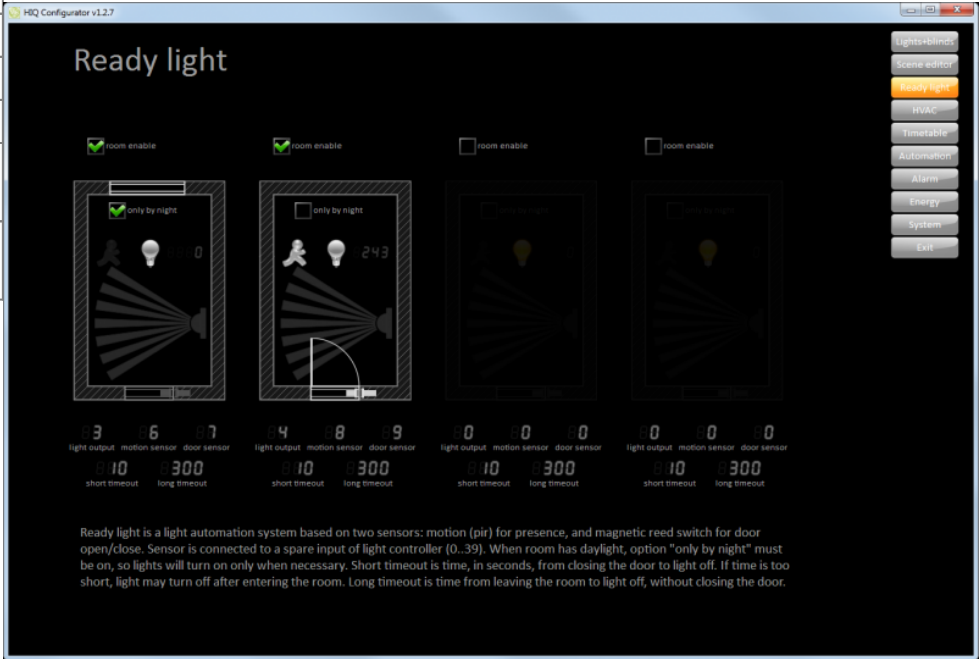 HIQ Configurator v1.2.7
Ready light
Lights+blinds
Scene editor
Ready light
HVAC
Timetable
Automation
Alarm
Energy
System
Exit
room enable room enable room enable room enable
only by night only by night only by night only by night
0 243
3 6 7 4 8 9 0 0 0 0 0 0
light output motion sensor door sensor light output motion sensor door sensor light output motion sensor door sensor light output motion sensor door sensor
10 300 10 300 10 300 10 300
short timeout long timeout short timeout long timeout short timeout long timeout short timeout long timeout
Ready light is a light automation system based on two sensors: motion (pir) for presence, and magnetic reed switch for door
open/close. Sensor is connected to a spare input of light controller (0..39). When room has daylight, option "only by night" must
be on, so lights will turn on only when necessary. Short timeout is time, in seconds, from closing the door to light off. If time is too
short, light may turn off after entering the room. Long timeout is time from leaving the room to light off, without closing the door.